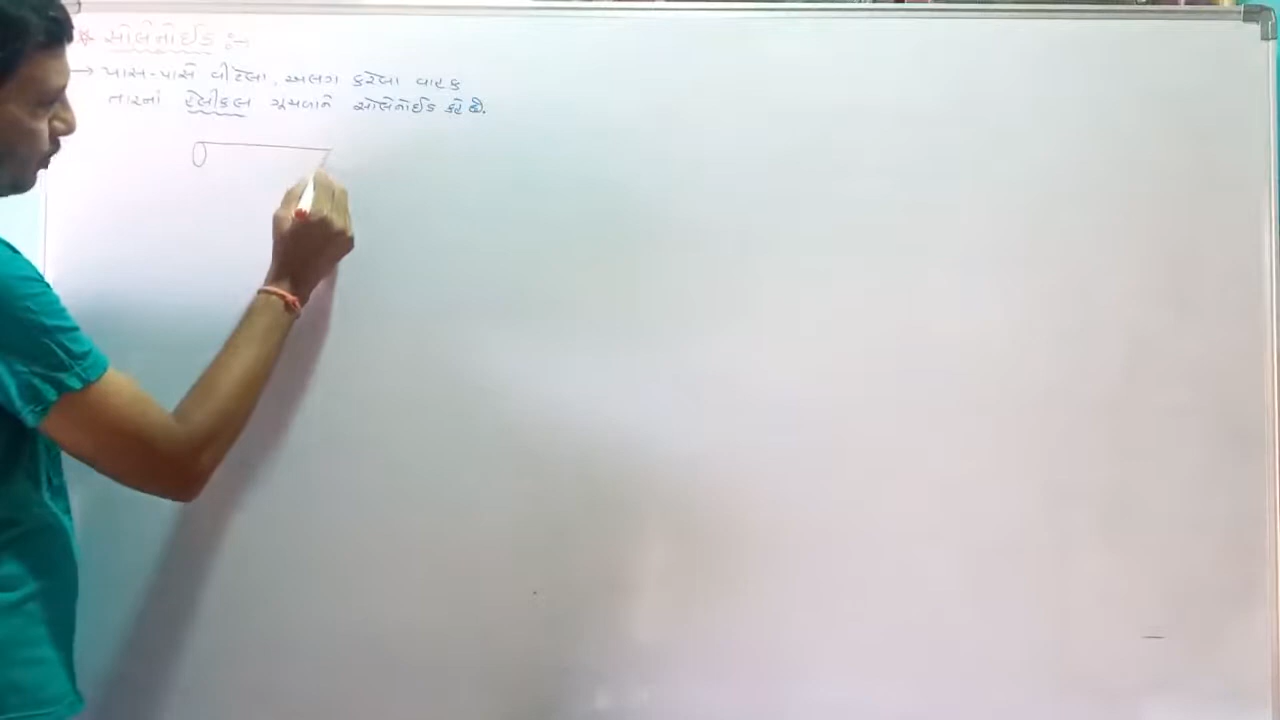 * સોલેનોઈડ :→
→ પાસ-પાસે વીંટેલા, અલગ કરેલા વાહક
તારનાં હેલીકલ ગૂંચળાને સોલેનોઈડ કહે છે.